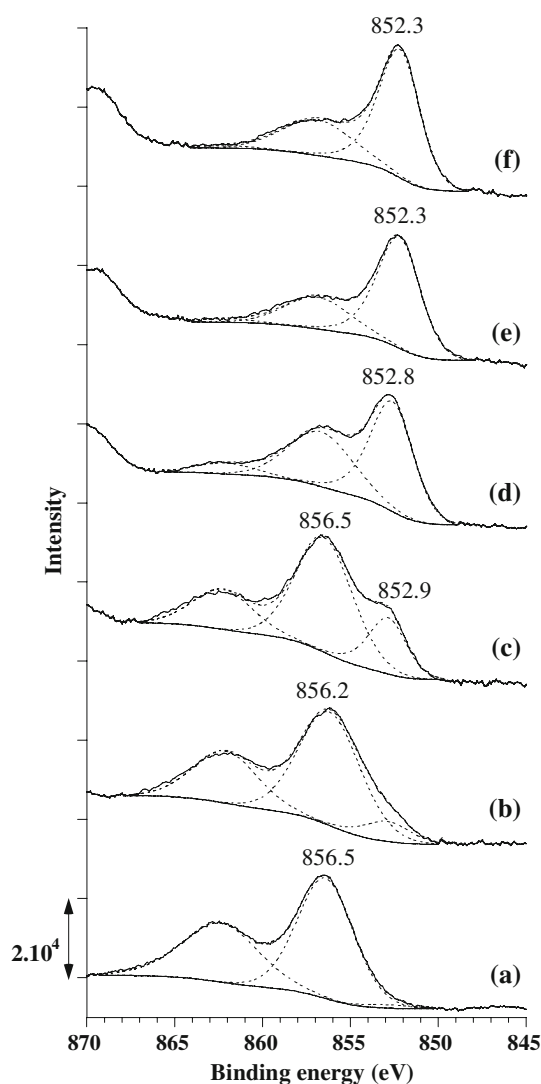 852.3
(f)
852.3
(e)
852.8
(d)
856.5
852.9
(c)
856.2
(b)
856.5
(a)
Intensity
2.10⁴
870 865 860 855 850 845
Binding energy (eV)